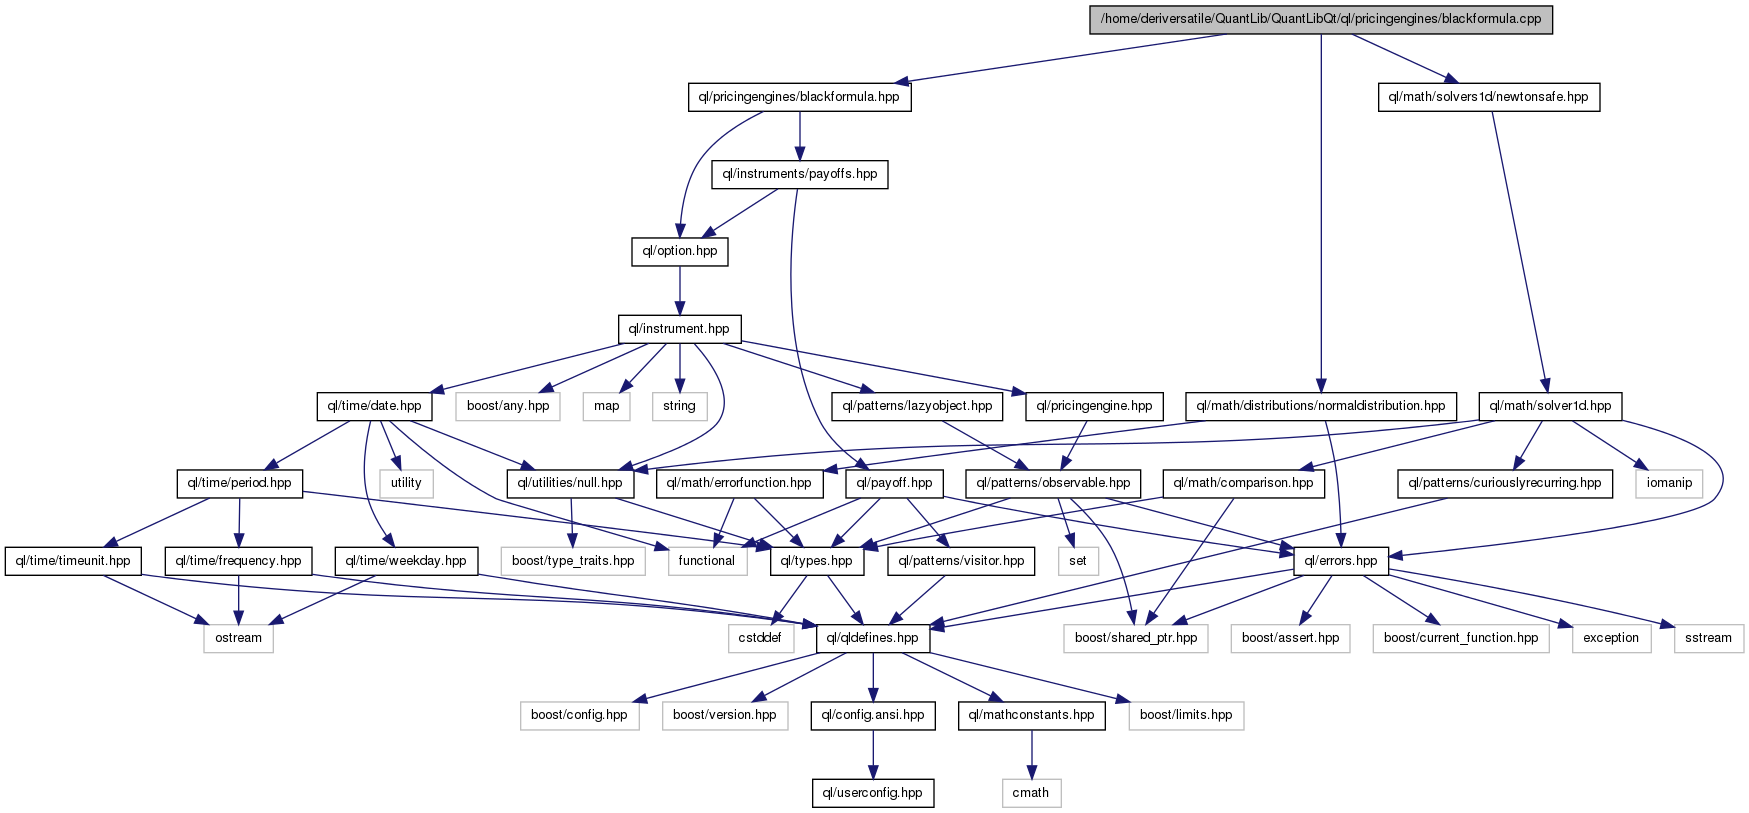 /home/deriversatile/QuantLib/QuantLibQt/ql/pricingengines/blackformula.cpp
ql/pricingengines/blackformula.hpp
ql/math/solvers1d/newtonsafe.hpp
ql/instruments/payoffs.hpp
ql/option.hpp
ql/instrument.hpp
ql/time/date.hpp
boost/any.hpp
map
string
ql/patterns/lazyobject.hpp
ql/pricingengine.hpp
ql/math/distributions/normaldistribution.hpp
ql/math/solver1d.hpp
ql/time/period.hpp
utility
ql/utilities/null.hpp
ql/math/errorfunction.hpp
ql/payoff.hpp
ql/patterns/observable.hpp
ql/math/comparison.hpp
ql/patterns/curiouslyrecurring.hpp
iomanip
ql/time/timeunit.hpp
ql/time/frequency.hpp
ql/time/weekday.hpp
boost/type_traits.hpp
functional
ql/types.hpp
ql/patterns/visitor.hpp
set
ql/errors.hpp
ostream
cstddef
ql/qldefines.hpp
boost/shared_ptr.hpp
boost/assert.hpp
boost/current_function.hpp
exception
sstream
boost/config.hpp
boost/version.hpp
ql/config.ansi.hpp
ql/mathconstants.hpp
boost/limits.hpp
ql/userconfig.hpp
cmath